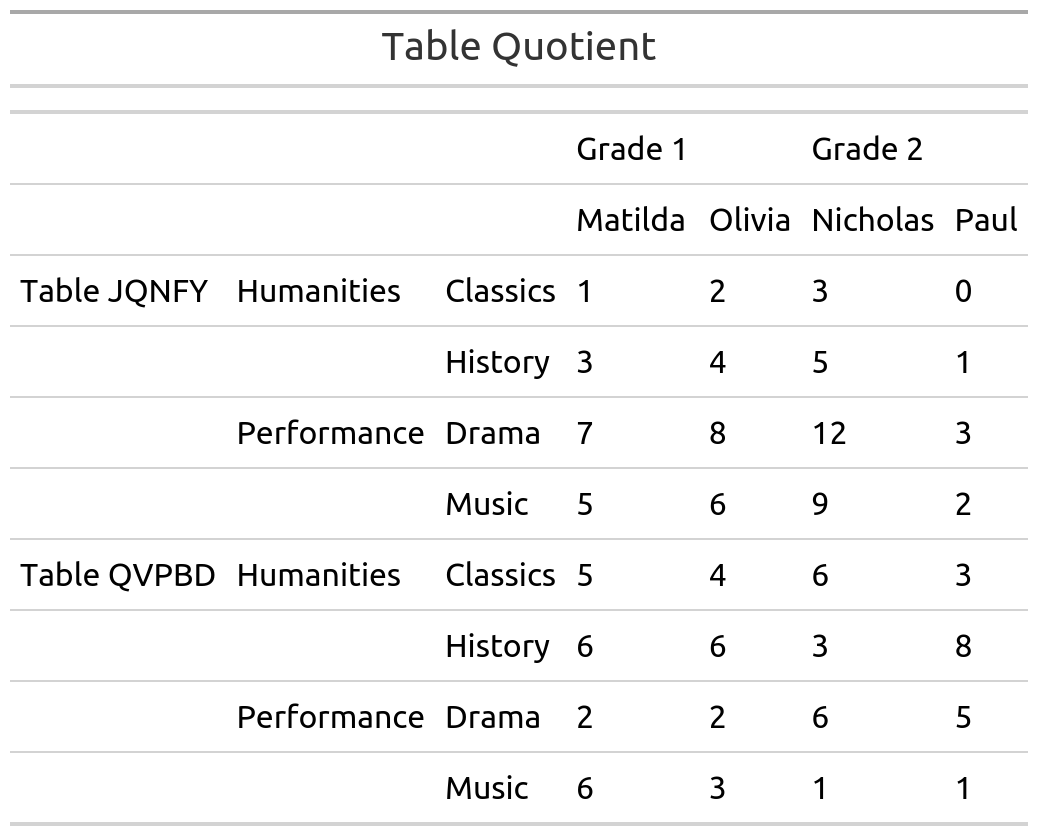 Table Quotient
Grade 1 Grade 2
Matilda Olivia Nicholas Paul
Table JQNFY Humanities Classics 1 2 3 0
History 3 4 5 1
Performance Drama 7 8 12 3
Music 5 6 9 2
Table QVPBD Humanities Classics 5 4 6 3
History 6 6 3 8
Performance Drama 2 2 6 5
Music 6 3 1 1